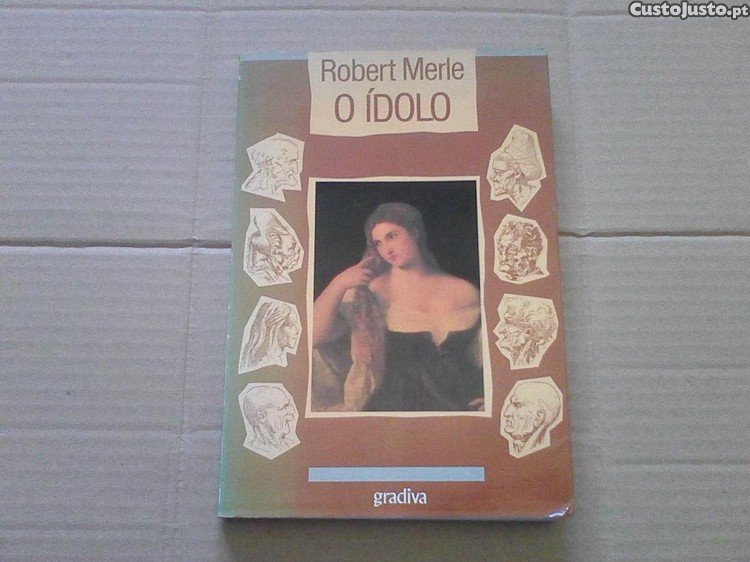 CustoJusto.pt
Robert Merle
O ÍDOLO
gradiva